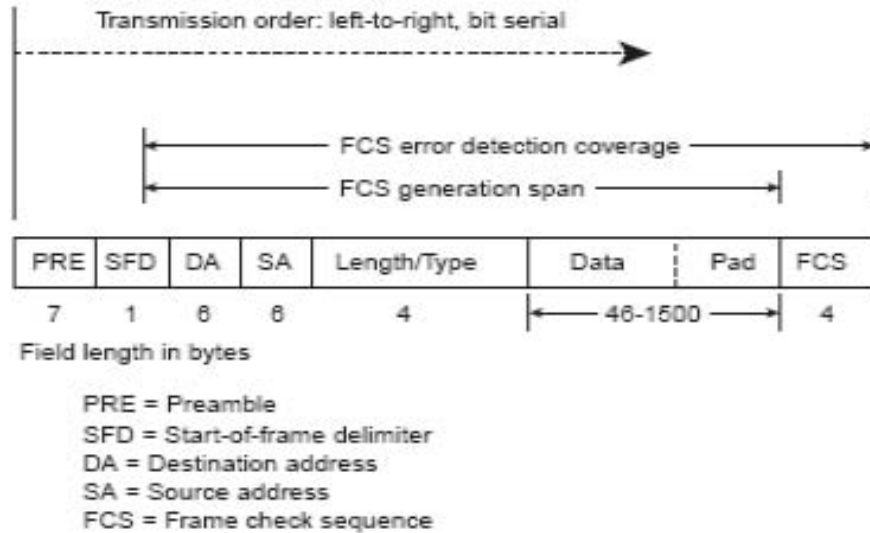 Transmission order: left-to-right, bit serial
FCS error detection coverage
FCS generation span
PRE SFD DA SA Length/Type Data Pad FCS
7 1 6 6 4 46-1500 4
Field length in bytes
PRE = Preamble
SFD = Start-of-frame delimiter
DA = Destination address
SA = Source address
FCS = Frame check sequence